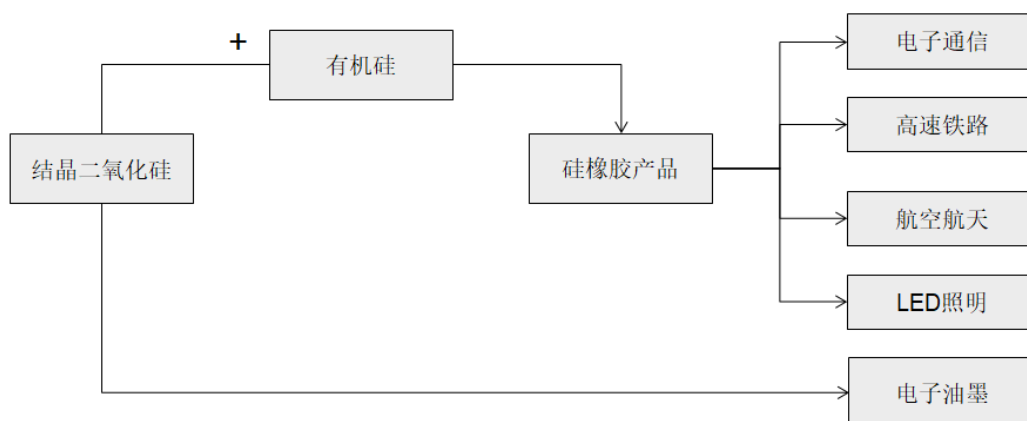 +
有机硅
结晶二氧化硅
硅橡胶产品
电子通信
高速铁路
航空航天
LED照明
电子油墨